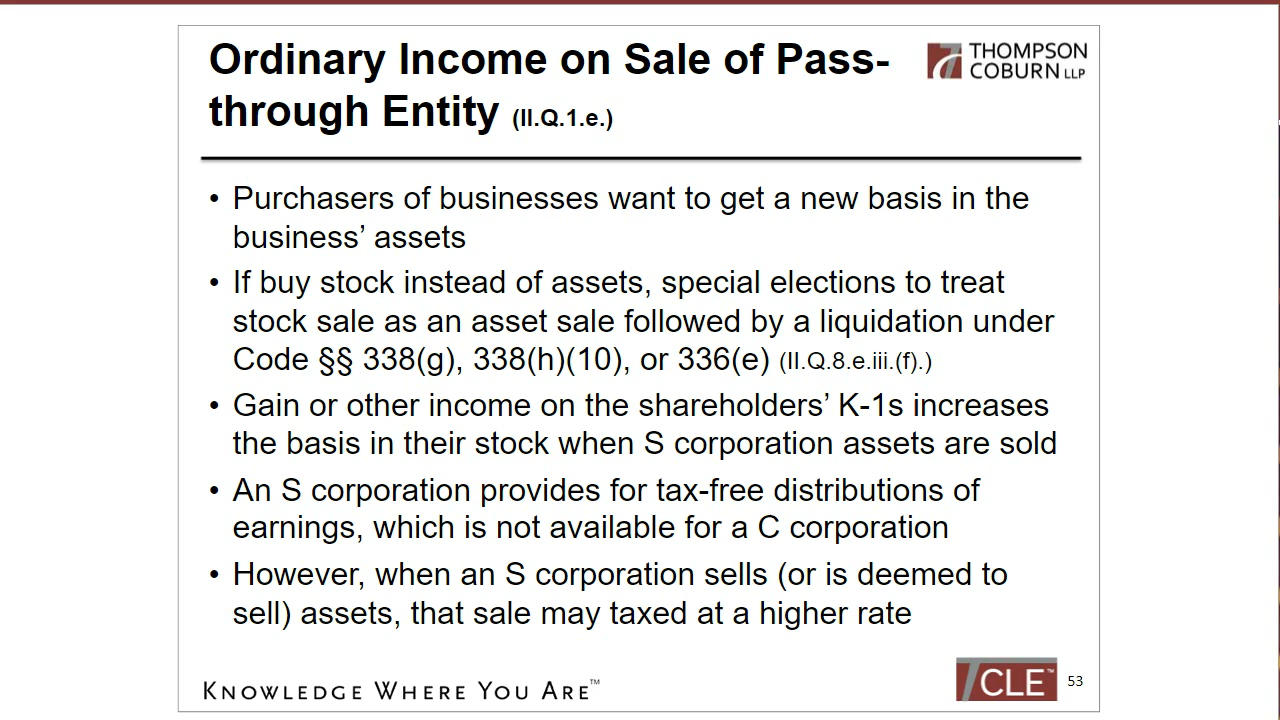 Ordinary Income on Sale of Pass-
through Entity (II.Q.1.e.)
THOMPSON
COBURN LLP
• Purchasers of businesses want to get a new basis in the
business’ assets
• If buy stock instead of assets, special elections to treat
stock sale as an asset sale followed by a liquidation under
Code §§ 338(g), 338(h)(10), or 336(e) (II.Q.8.e.iii.(f).)
• Gain or other income on the shareholders’ K-1s increases
the basis in their stock when S corporation assets are sold
• An S corporation provides for tax-free distributions of
earnings, which is not available for a C corporation
• However, when an S corporation sells (or is deemed to
sell) assets, that sale may taxed at a higher rate
KNOWLEDGE WHERE YOU ARE™
TCLE™
53